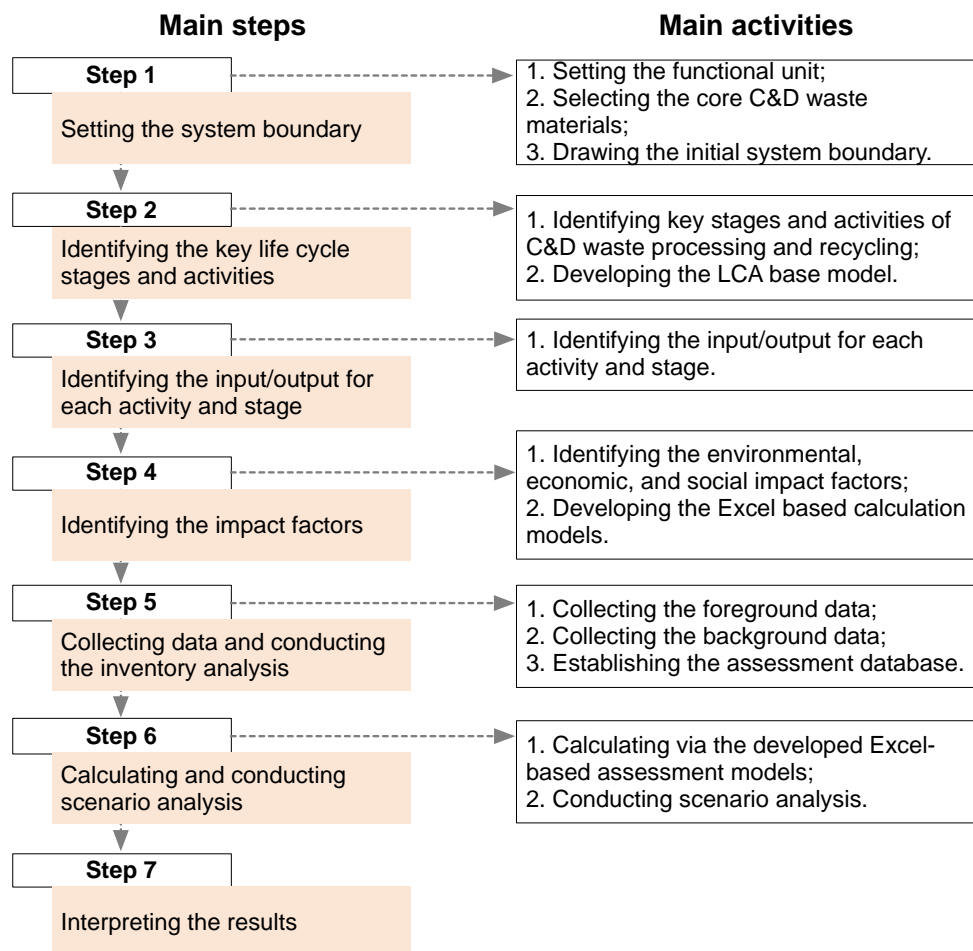 Main steps
Main activities
Step 1
Setting the system boundary
1. Setting the functional unit;
2. Selecting the core C&D waste
materials;
3. Drawing the initial system boundary.
Step 2
Identifying the key life cycle
stages and activities
1. Identifying key stages and activities of
C&D waste processing and recycling;
2. Developing the LCA base model.
Step 3
Identifying the input/output for
each activity and stage
1. Identifying the input/output for each
activity and stage.
Step 4
Identifying the impact factors
1. Identifying the environmental,
economic, and social impact factors;
2. Developing the Excel based calculation
models.
Step 5
Collecting data and conducting
the inventory analysis
1. Collecting the foreground data;
2. Collecting the background data;
3. Establishing the assessment database.
Step 6
Calculating and conducting
scenario analysis
1. Calculating via the developed Excel-
based assessment models;
2. Conducting scenario analysis.
Step 7
Interpreting the results